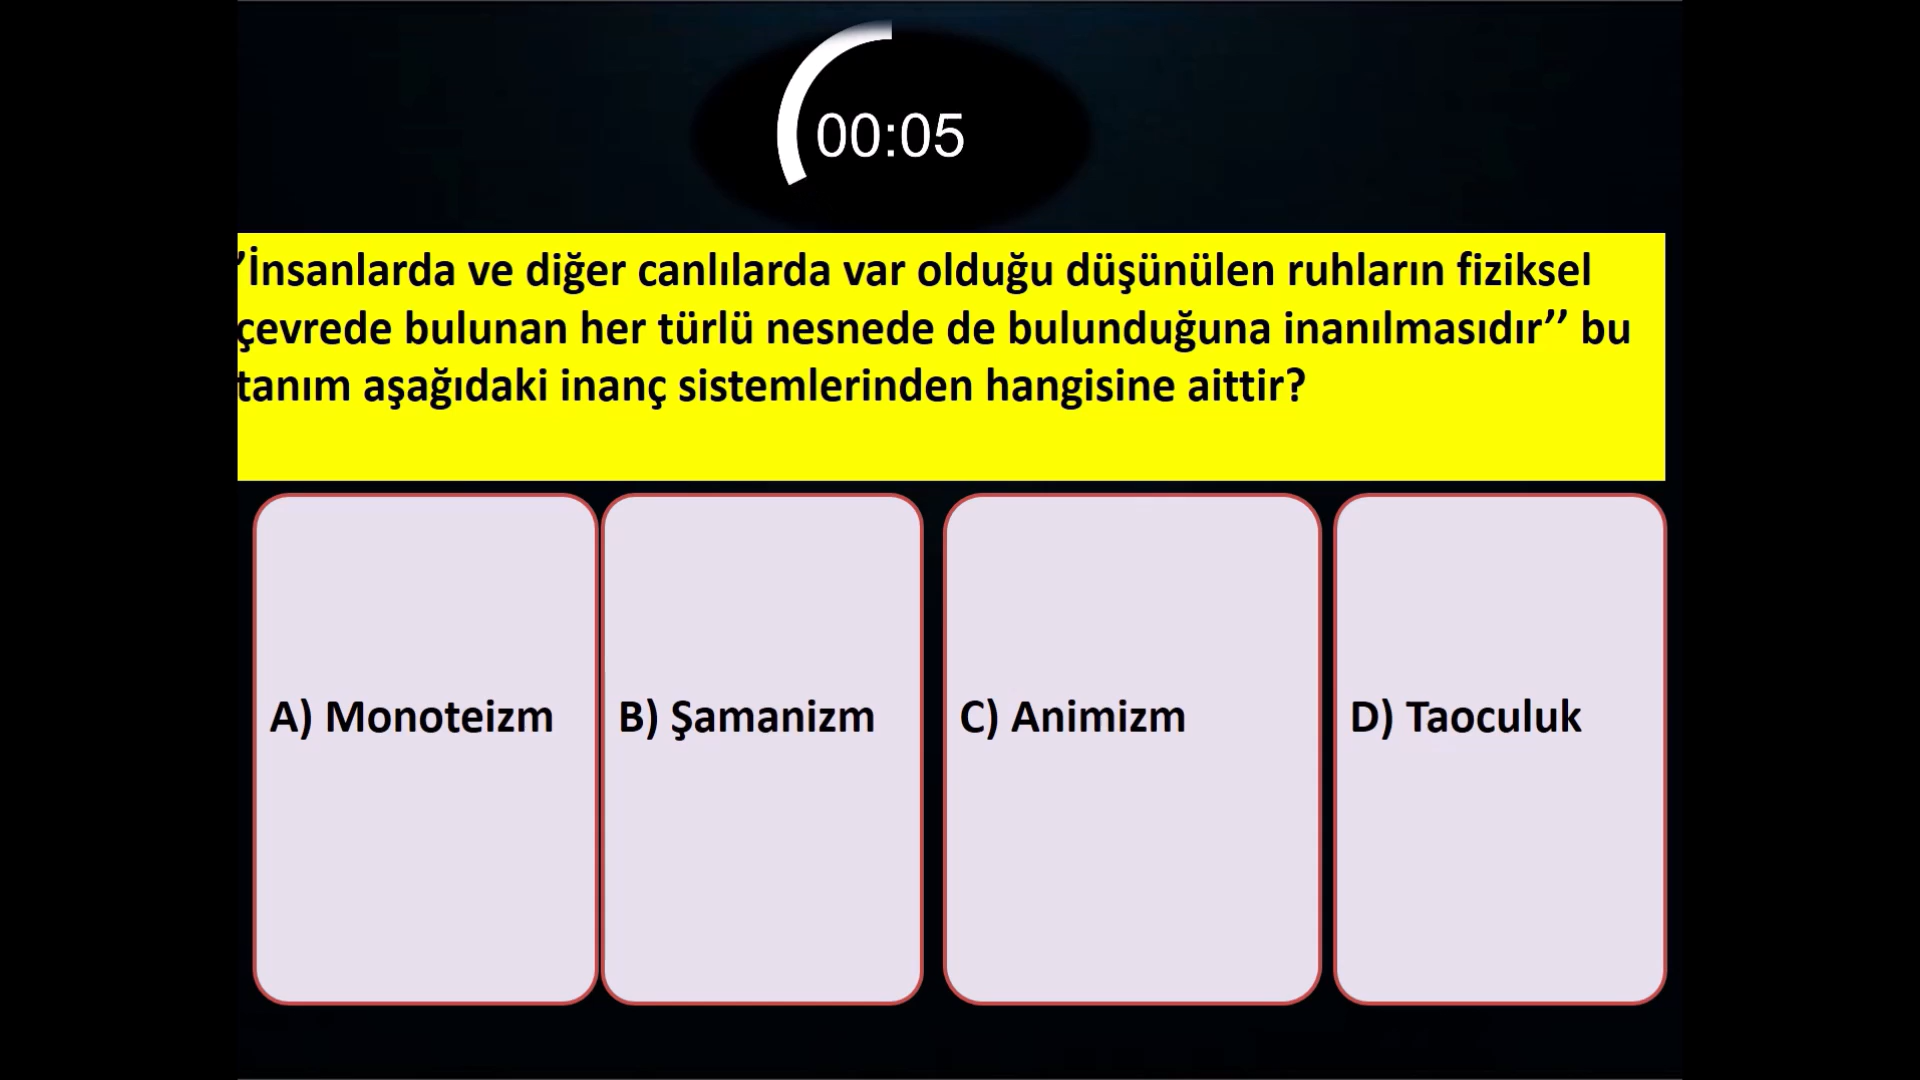 00:05
’İnsanlarda ve diğer canlılarda var olduğu düşünülen ruhların fiziksel
çevrede bulunan her türlü nesnede de bulunduğuna inanılmasıdır’’ bu
tanım aşağıdaki inanç sistemlerinden hangisine aittir?
A) Monoteizm
B) Şamanizm
C) Animizm
D) Taoculuk